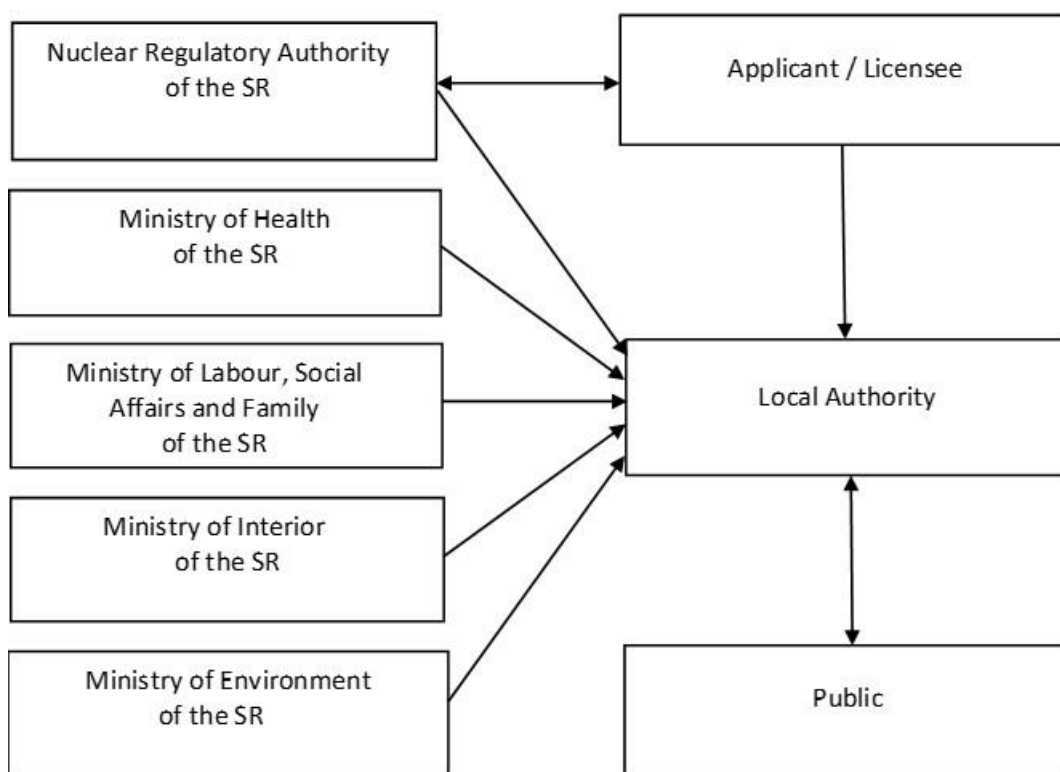 Nuclear Regulatory Authority
of the SR
Applicant / Licensee
Ministry of Health
of the SR
Ministry of Labour, Social
Affairs and Family
of the SR
Local Authority
Ministry of Interior
of the SR
Ministry of Environment
of the SR
Public